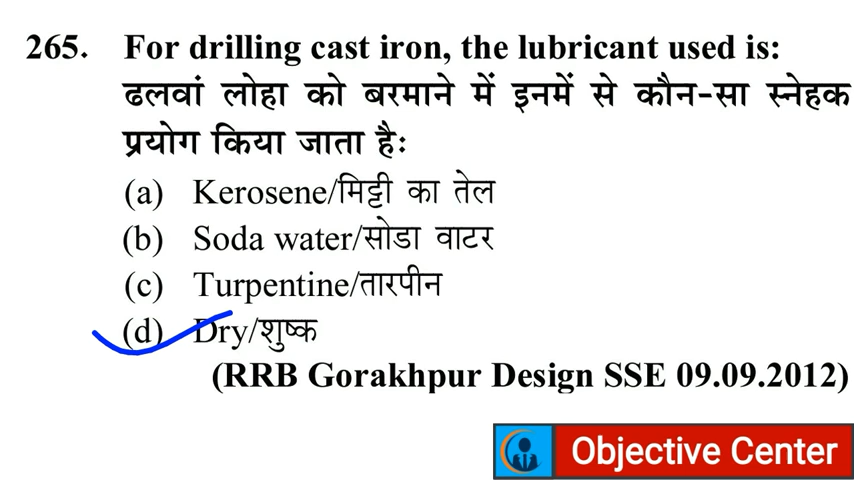 265. For drilling cast iron, the lubricant used is:
ढलवां लोहा को बरमाने में इनमें से कौन-सा स्नेहक
प्रयोग किया जाता हैः
(a) Kerosene/मिट्टी का तेल
(b) Soda water/सोडा वाटर
(c) Turpentine/तारपीन
(d) Dry/शुष्क
(RRB Gorakhpur Design SSE 09.09.2012)
Objective Center